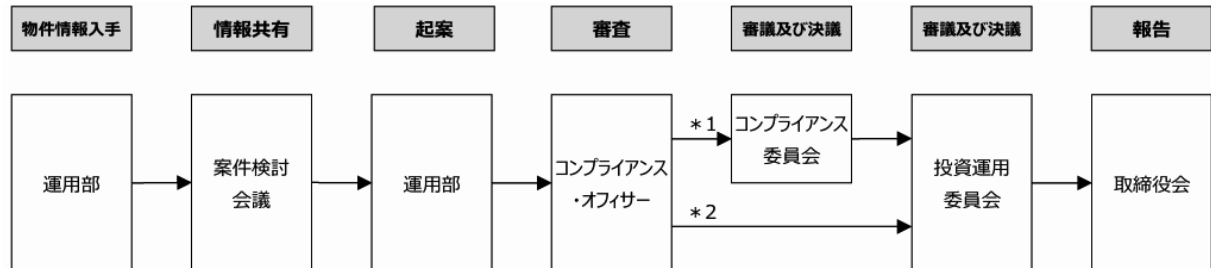 物件情報入手
情報共有
起案
審査
審議及び決議
審議及び決議
報告
運用部
案件検討
会議
運用部
コンプライアンス
・オフィサー
＊1
＊2
コンプライアンス
委員会
投資運用
委員会
取締役会